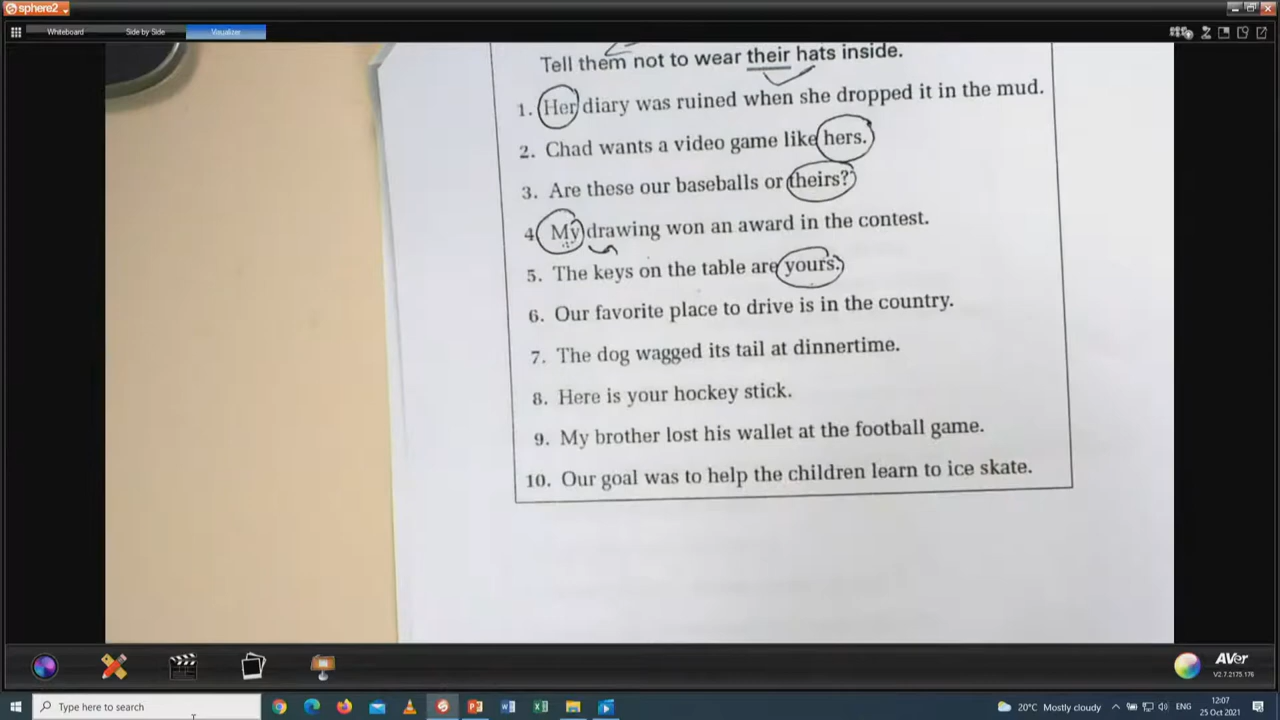 sphere2
Whiteboard
Side by Side
Visualizer
Tell them not to wear their hats inside.
1. Her diary was ruined when she dropped it in the mud.
2. Chad wants a video game like hers.
3. Are these our baseballs or theirs?
4. My drawing won an award in the contest.
5. The keys on the table are yours.
6. Our favorite place to drive is in the country.
7. The dog wagged its tail at dinnertime.
8. Here is your hockey stick.
9. My brother lost his wallet at the football game.
10. Our goal was to help the children learn to ice skate.
AVer
V2.7.2175.176
Type here to search
20°C Mostly cloudy
ENG
12:07
25 Oct 2021